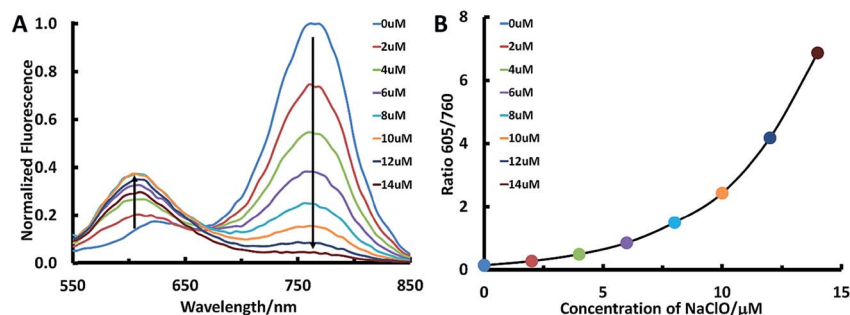 A
Normalized Fluorescence
1.0
0.8
0.6
0.4
0.2
0.0
550
650
750
850
Wavelength/nm
0uM
2uM
4uM
6uM
8uM
10uM
12uM
14uM
B
Ratio 605/760
8
6
4
2
0
0
5
10
15
Concentration of NaClO/μM
0uM
2uM
4uM
6uM
8uM
10uM
12uM
14uM